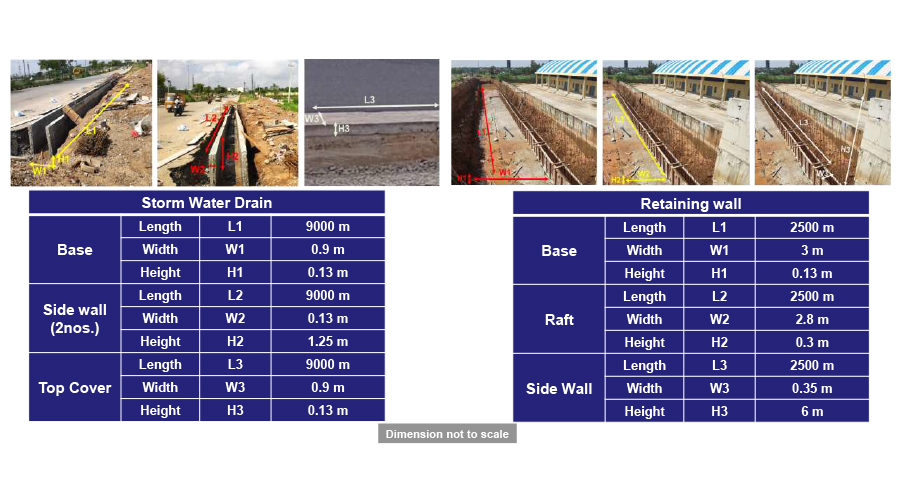 L1
H1
W1
L2
H2
W2
L3
W3
H3
L1
H1
W1
L2
H2
W2
L3
H3
W3
Storm Water Drain
Base
Length L1 9000 m
Width W1 0.9 m
Height H1 0.13 m
Side wall
(2nos.)
Length L2 9000 m
Width W2 0.13 m
Height H2 1.25 m
Top Cover
Length L3 9000 m
Width W3 0.9 m
Height H3 0.13 m
Retaining wall
Base
Length L1 2500 m
Width W1 3 m
Height H1 0.13 m
Raft
Length L2 2500 m
Width W2 2.8 m
Height H2 0.3 m
Side Wall
Length L3 2500 m
Width W3 0.35 m
Height H3 6 m
Dimension not to scale